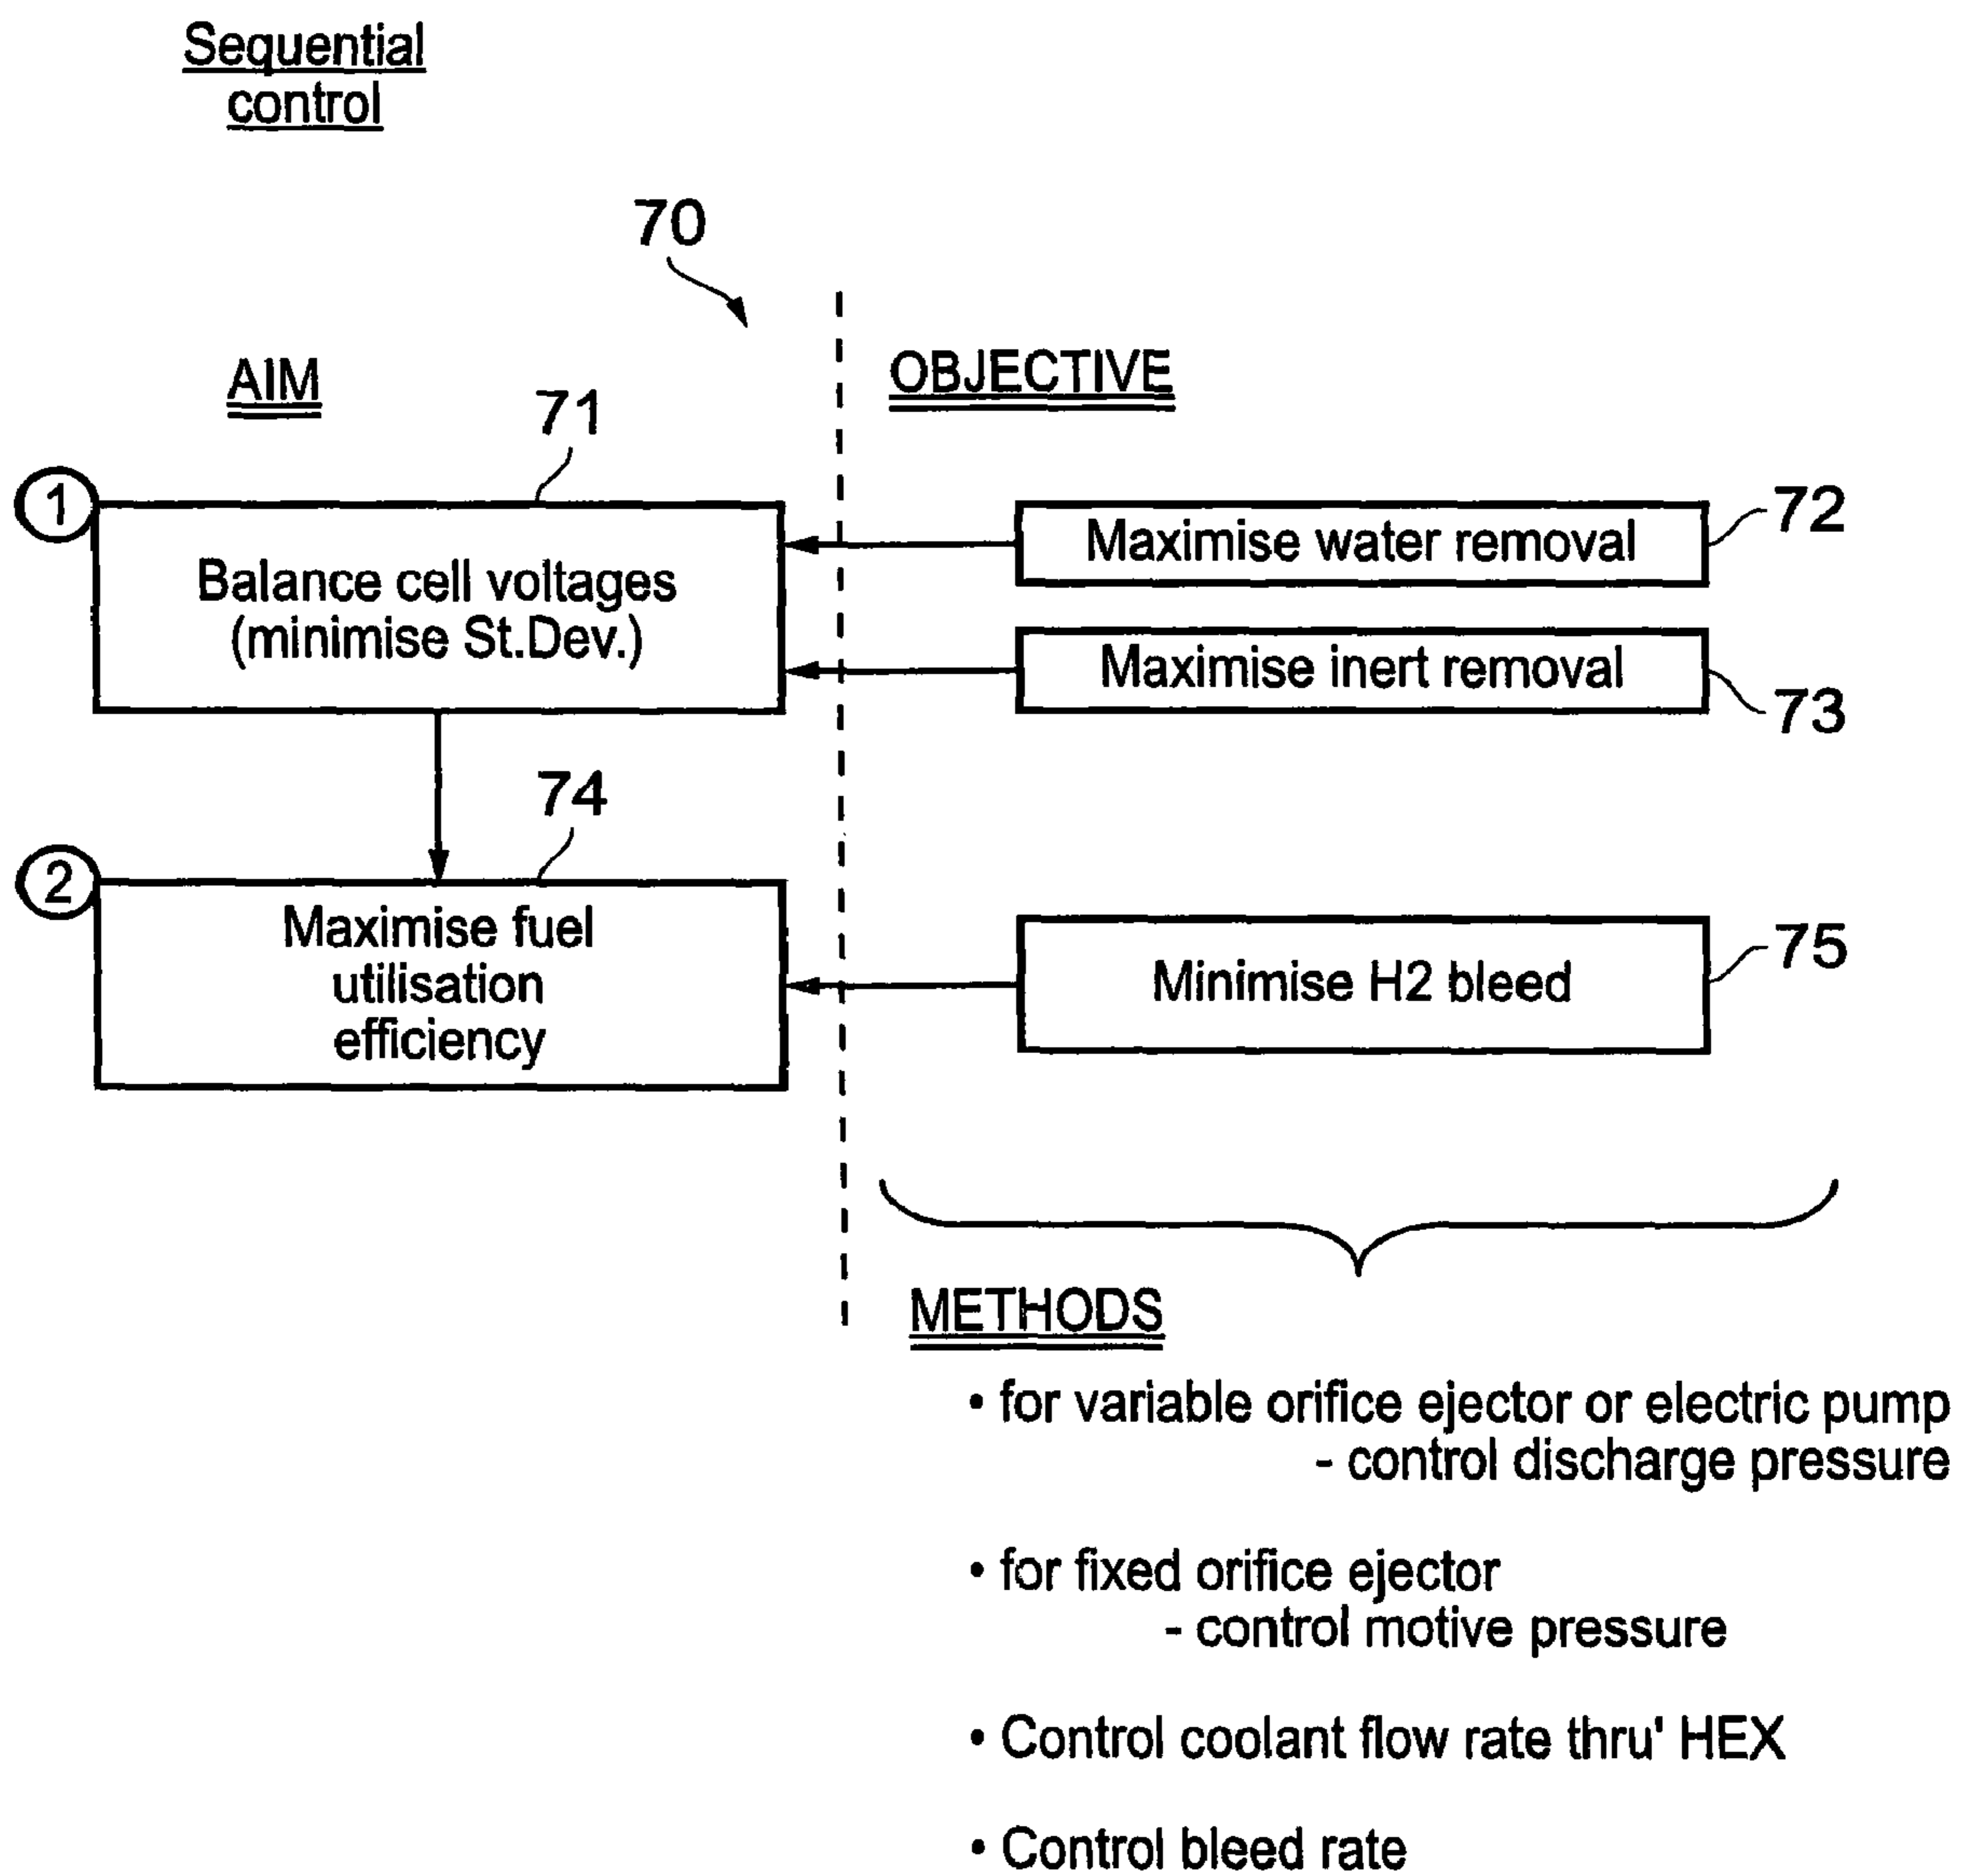 Sequential
control
70
AIM
OBJECTIVE
71
1
Balance cell voltages
(minimise St.Dev.)
Maximise water removal
72
Maximise inert removal
73
74
2
Maximise fuel
utilisation
efficiency
Minimise H2 bleed
75
METHODS
• for variable orifice ejector or electric pump
- control discharge pressure
• for fixed orifice ejector
- control motive pressure
• Control coolant flow rate thru' HEX
• Control bleed rate